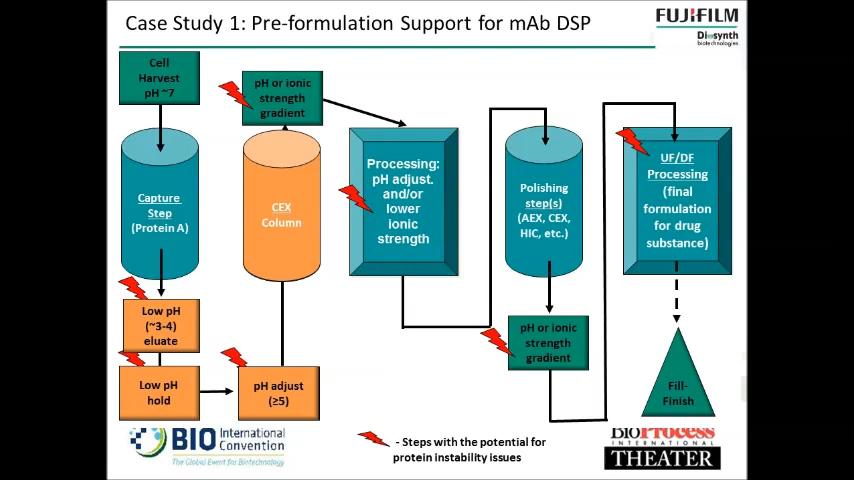 Case Study 1: Pre-formulation Support for mAb DSP
FUJIFILM
Diosynth
biotechnologies
Cell
Harvest
pH ~7
Capture
Step
(Protein A)
Low pH
(~3-4)
eluate
Low pH
hold
pH adjust
(≥5)
CEX
Column
pH or ionic
strength
gradient
Processing:
pH adjust.
and/or
lower
ionic
strength
Polishing
step(s)
(AEX, CEX,
HIC, etc.)
pH or ionic
strength
gradient
UF/DF
Processing
(final
formulation
for drug
substance)
Fill-
Finish
BIO International
Convention
The Global Event for Biotechnology
- Steps with the potential for
protein instability issues
BioProcess
INTERNATIONAL
THEATER